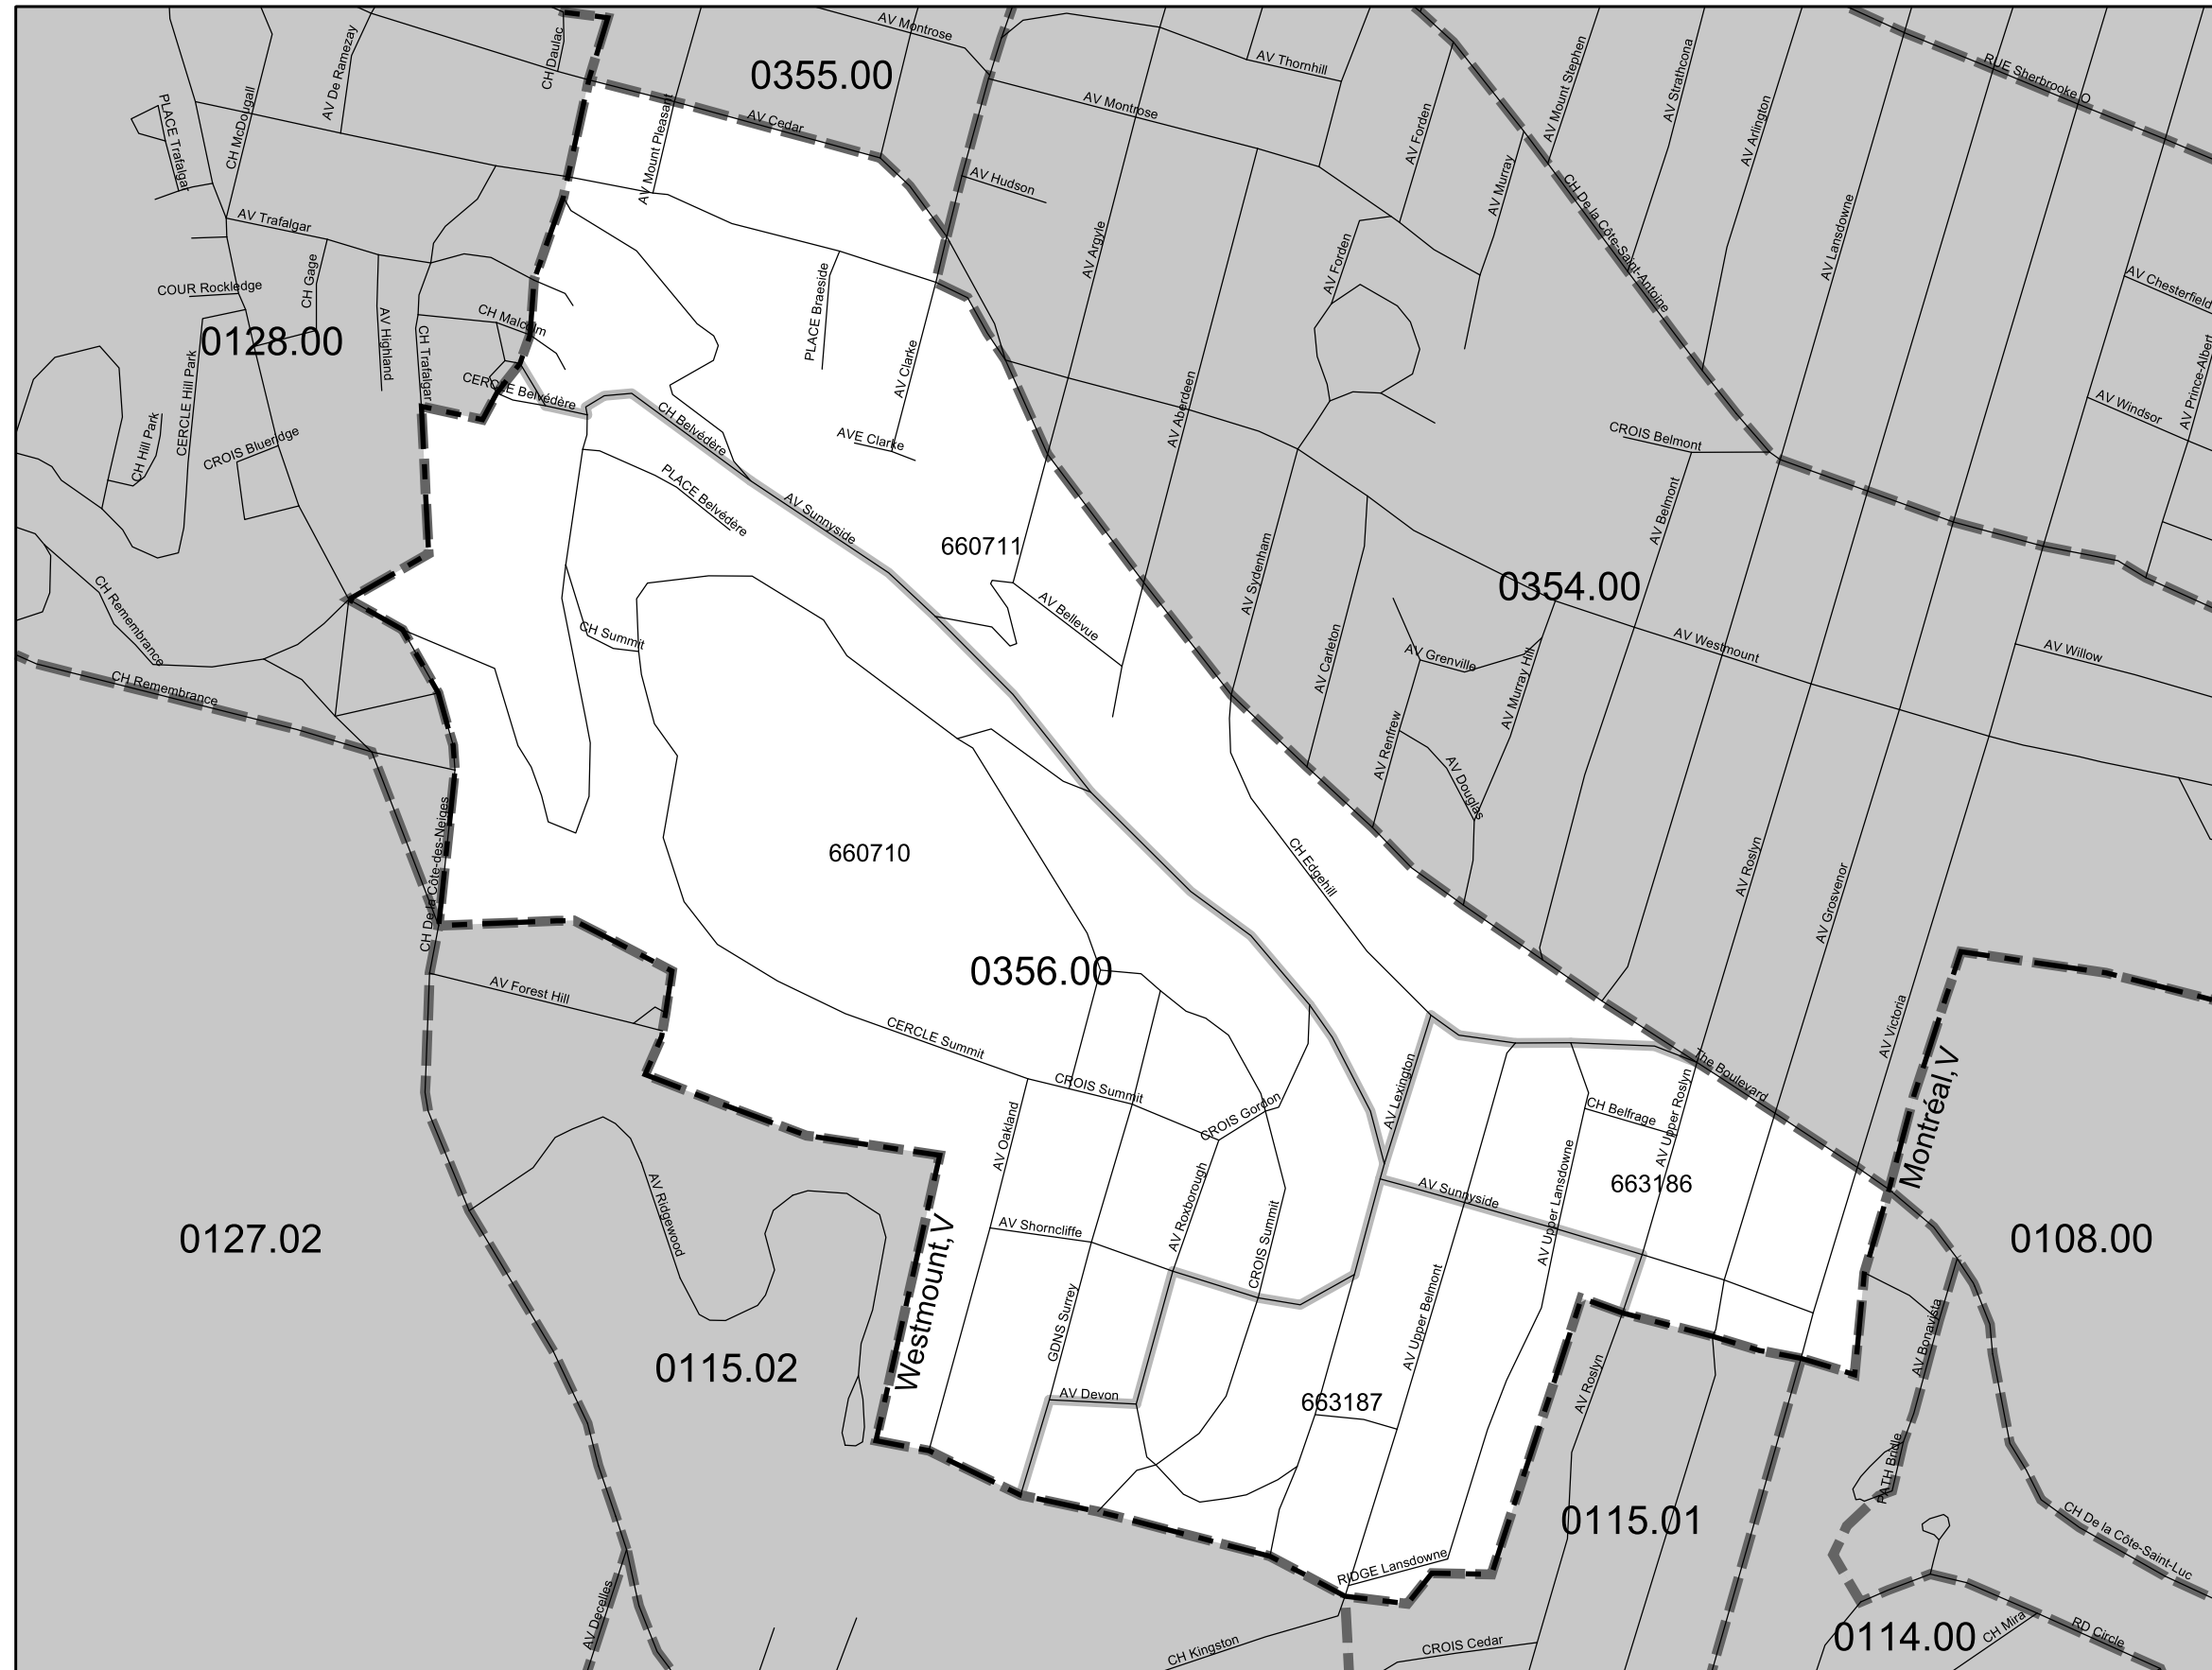 AV Montrose
0355.00
AV Thornhill
AV Mount Stephen
AV Strathcona
RUE Sherbrooke O
CH Daulac
AV De Ramezay
CH McDougall
PLACE Trafalgar
AV Mount Pleasant
AV Cedar
AV Montrose
AV Forden
AV Murray
AV Arlington
AV Hudson
CH De la Côte-Saint-Antoine
AV Lansdowne
AV Trafalgar
AV Argyle
AV Forden
AV Chesterfield
COUR Rockledge
CH Gage
PLACE Braeside
0128.00
AV Highland
CH Trafalgar
CH Malcolm
AV Clarke
AV Aberdeen
AV Prince-Albert
AV Windsor
CERCLE Hill Park
CERCLE Belvédère
CH Belvédère
AVE Clarke
CROIS Belmont
CH Hill Park
CROIS Blueridge
PLACE Belvédère
AV Sunnyside
660711
AV Belmont
AV Sydenham
0354.00
CH Remembrance
AV Bellevue
CH Summit
AV Carleton
AV Grenville
AV Murray Hill
AV Westmount
AV Willow
CH Remembrance
AV Renfrew
AV Douglas
CH De la Côte-des-Neiges
660710
CH Edgehill
AV Roslyn
AV Grosvenor
0356.00
AV Forest Hill
AV Victoria
CERCLE Summit
The Boulevard
Montréal,V
CROIS Summit
CROIS Gordon
AV Lexington
CH Belfrage
AV Upper Roslyn
AV Oakland
AV Roxborough
AV Upper Lansdowne
663186
AV Sunnyside
AV Ridgewood
0127.02
0108.00
Westmount,V
AV Shorncliffe
CROIS Summit
GDNS Surrey
AV Upper Belmont
AV Bonavista
0115.02
AV Devon
663187
AV Roslyn
PATH Bridle
0115.01
CH De la Côte-Saint-Luc
RIDGE Lansdowne
AV Decelles
CH Kingston
CROIS Cedar
0114.00
CH Mira
RD Circle